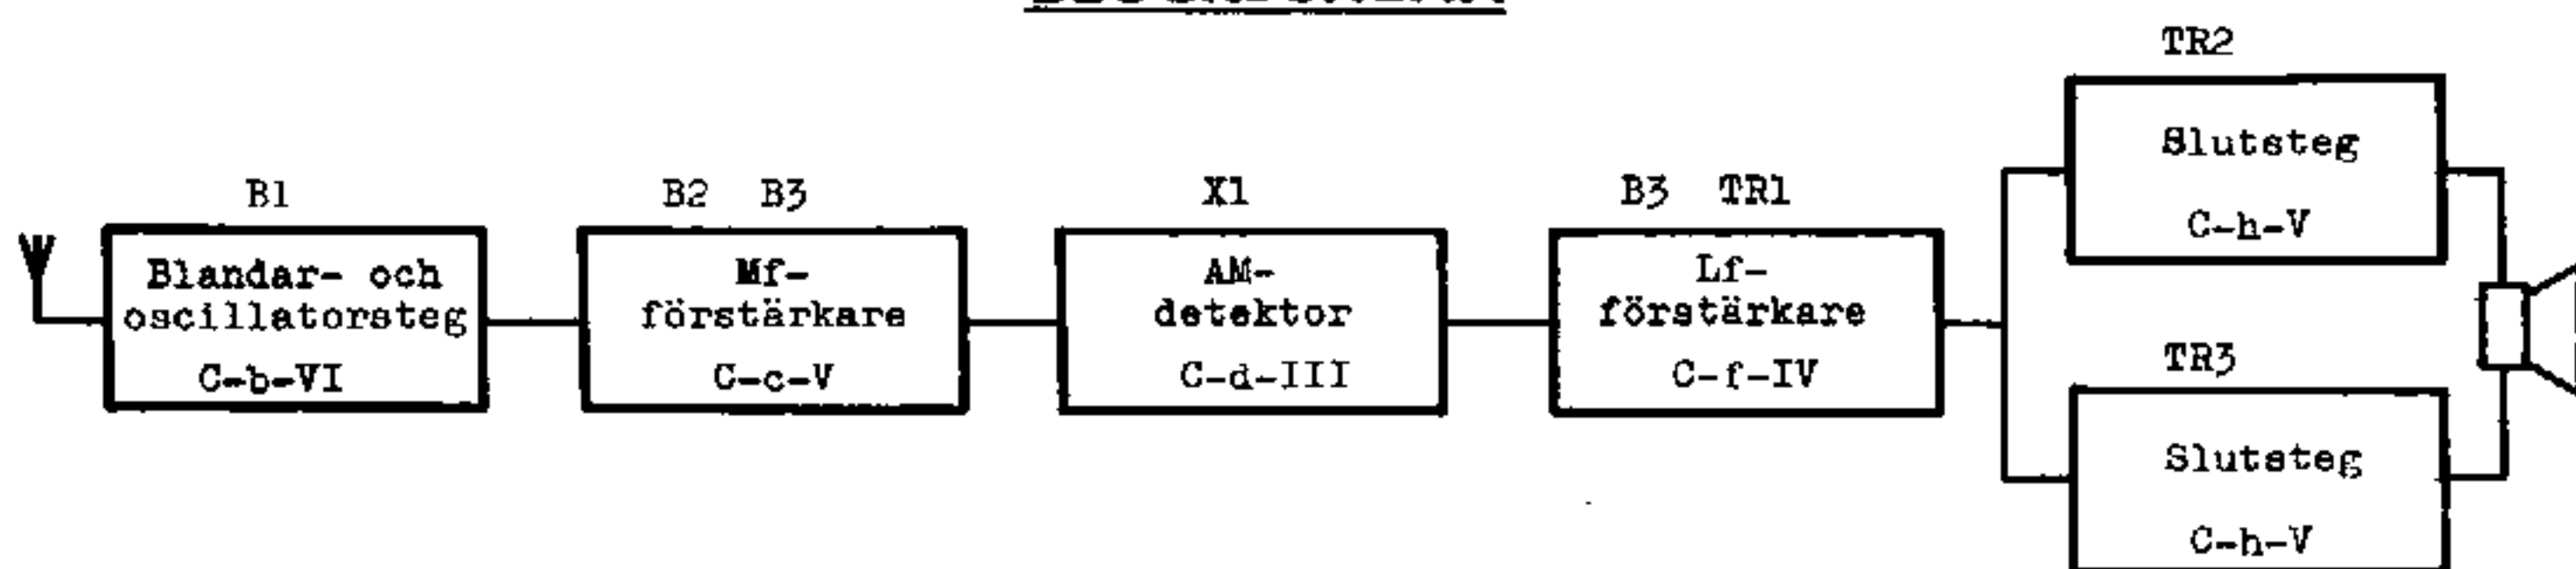 B1
Blandar- och
oscillatorsteg
C-b-VI
B2 B3
Mf-
förstärkare
C-c-V
X1
AM-
detektor
C-d-III
B3 TR1
Lf-
förstärkare
C-f-IV
TR2
Slutsteg
C-h-V
TR3
Slutsteg
C-h-V